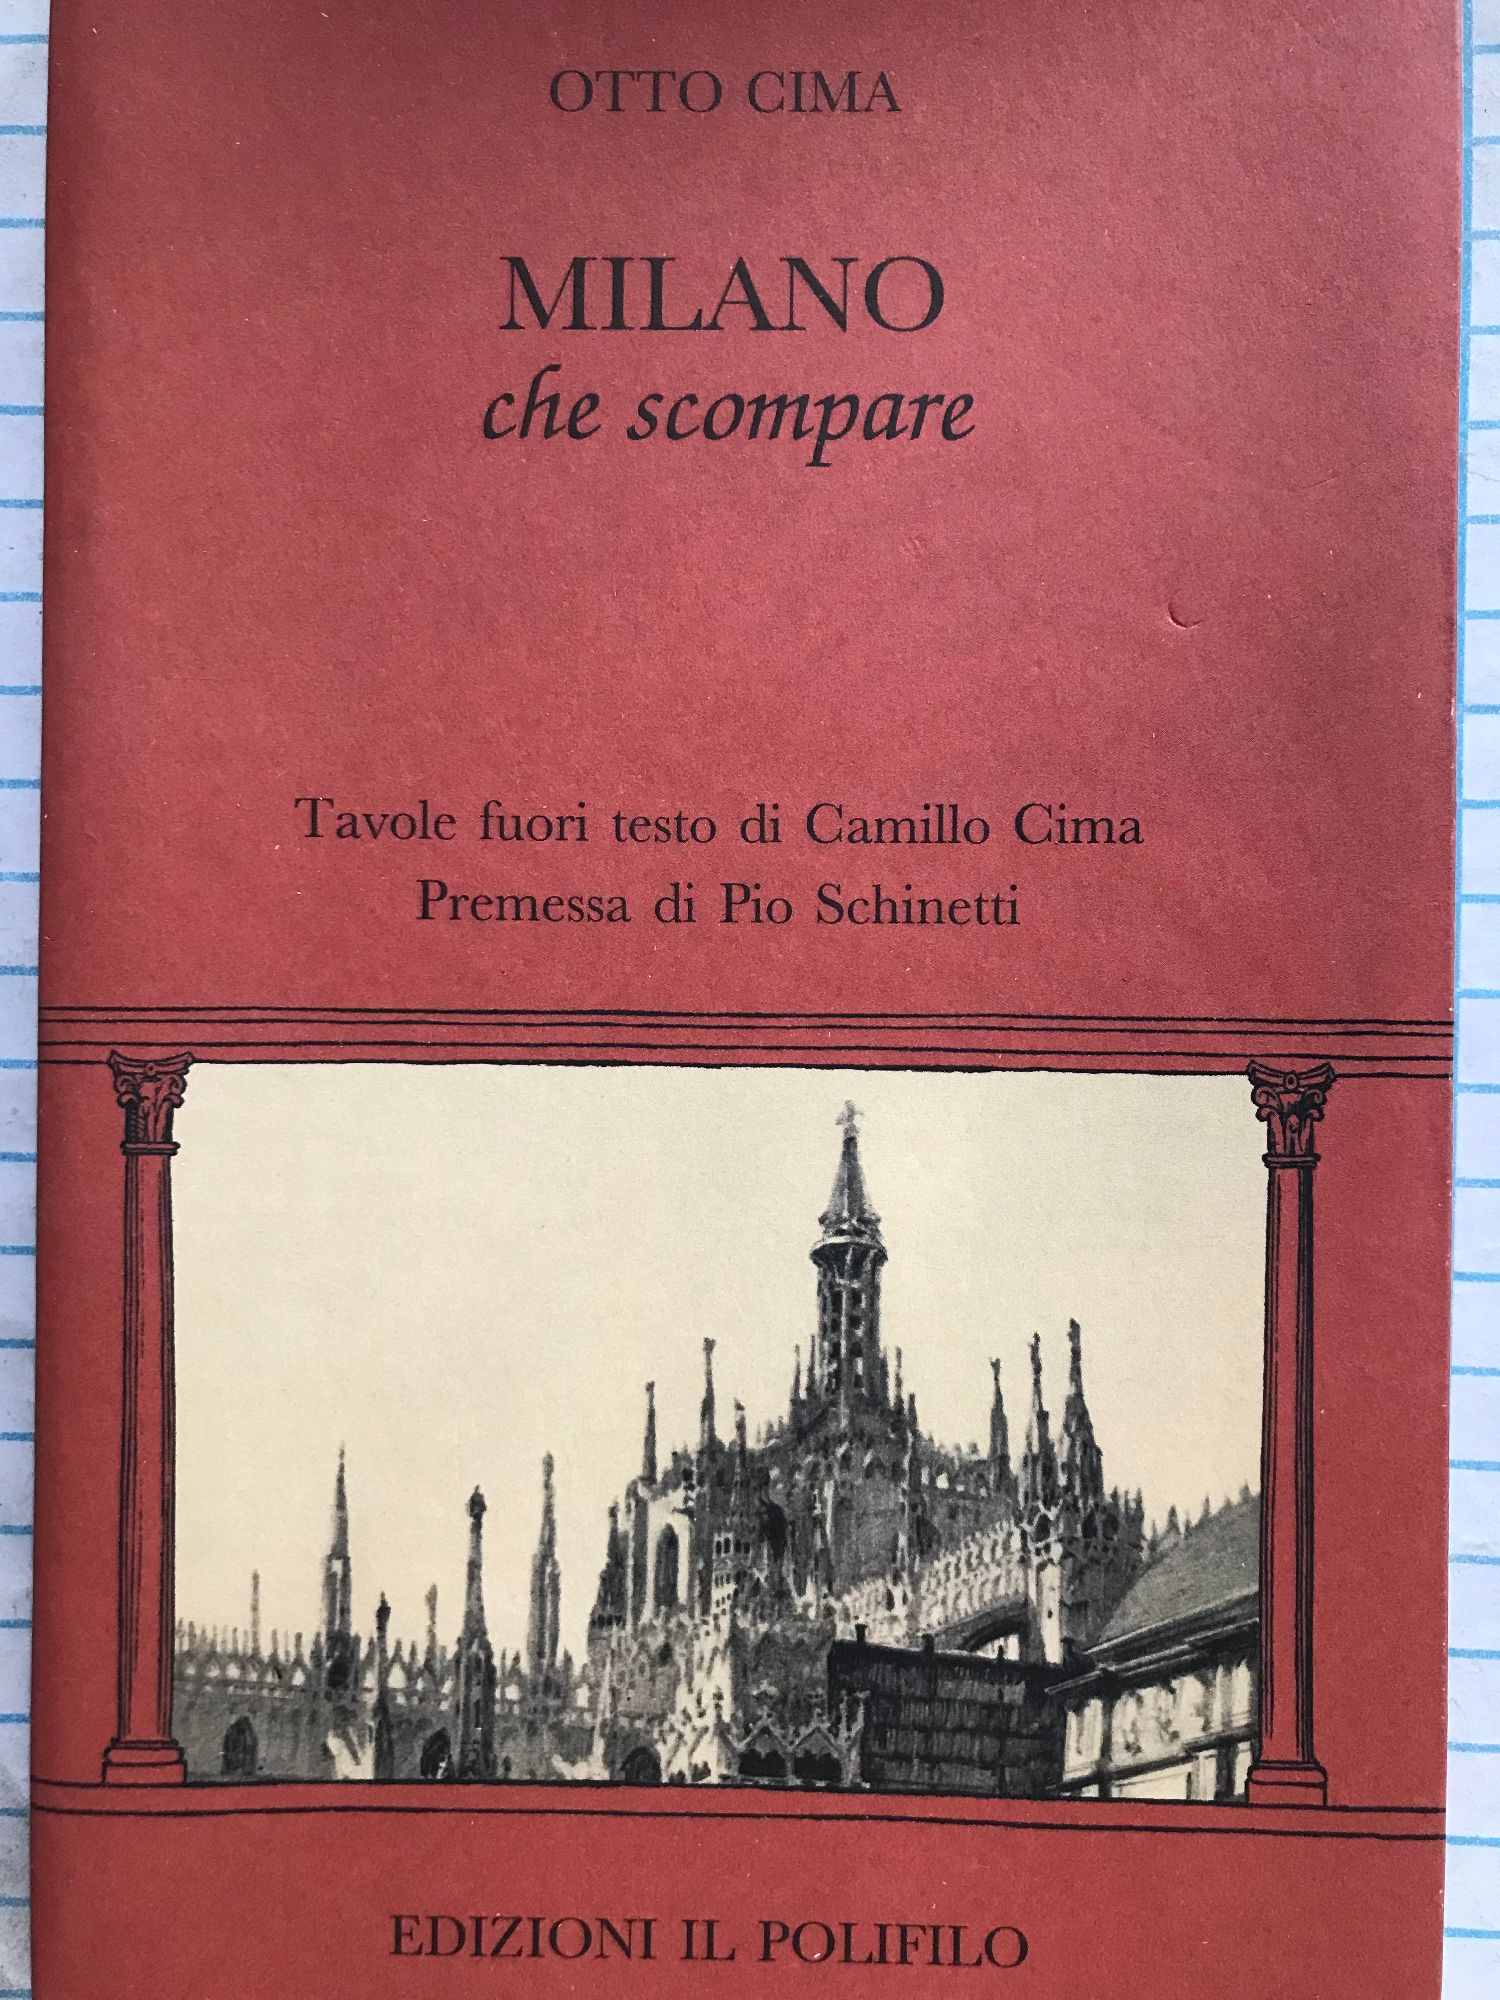 OTTO CIMA
MILANO
che scompare
Tavole fuori testo di Camillo Cima
Premessa di Pio Schinetti
EDIZIONI IL POLIFILO